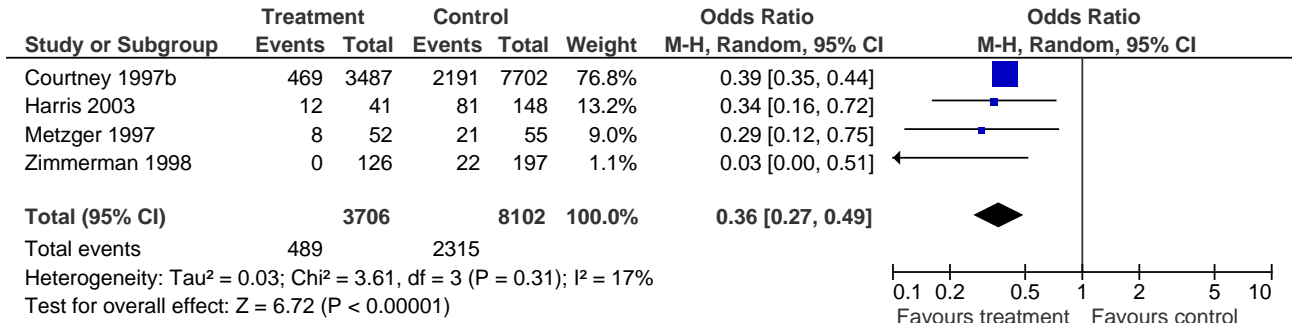 Treatment Control Odds Ratio Odds Ratio
Study or Subgroup Events Total Events Total Weight M-H, Random, 95% CI M-H, Random, 95% CI
Courtney 1997b 469 3487 2191 7702 76.8% 0.39 [0.35, 0.44]
Harris 2003 12 41 81 148 13.2% 0.34 [0.16, 0.72]
Metzger 1997 8 52 21 55 9.0% 0.29 [0.12, 0.75]
Zimmerman 1998 0 126 22 197 1.1% 0.03 [0.00, 0.51]
Total (95% CI) 3706 8102 100.0% 0.36 [0.27, 0.49]
Total events 489 2315
Heterogeneity: Tau² = 0.03; Chi² = 3.61, df = 3 (P = 0.31); I² = 17%
Test for overall effect: Z = 6.72 (P < 0.00001)
0.1 0.2 0.5 1 2 5 10
Favours treatment Favours control